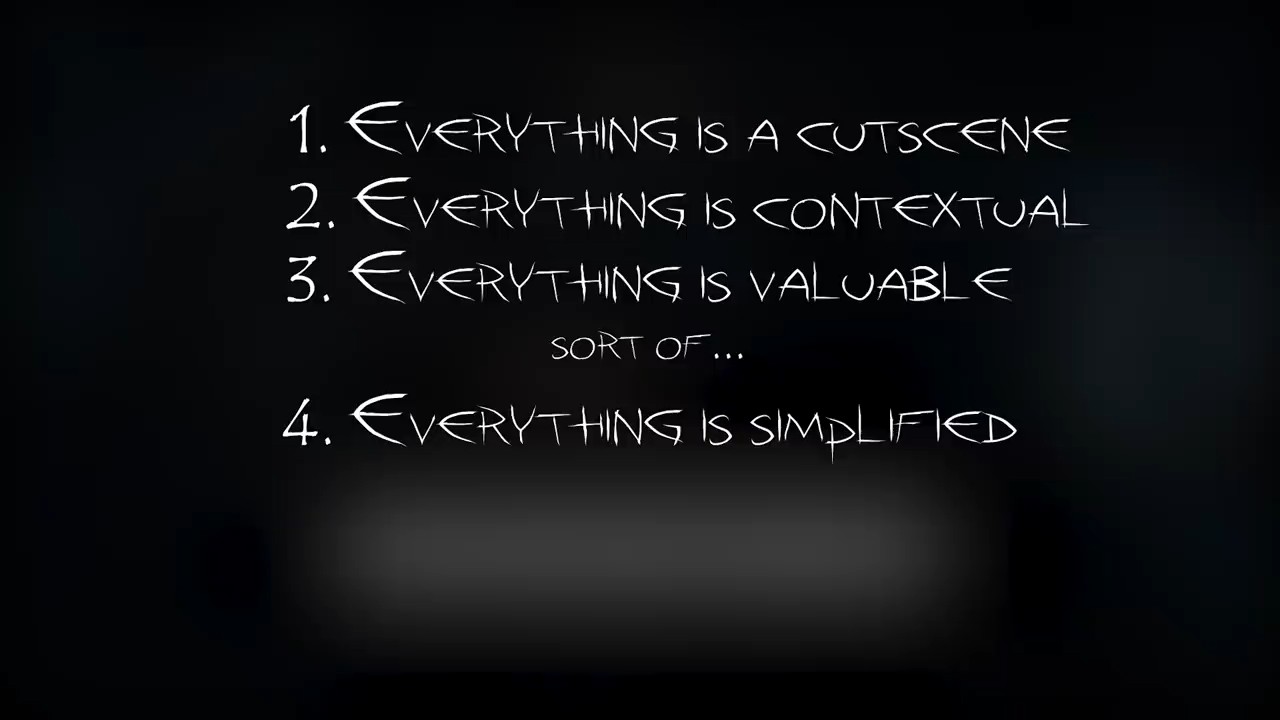 1. Everything is a cutscene
2. Everything is contextual
3. Everything is valuable
sort of...
4. Everything is simplified